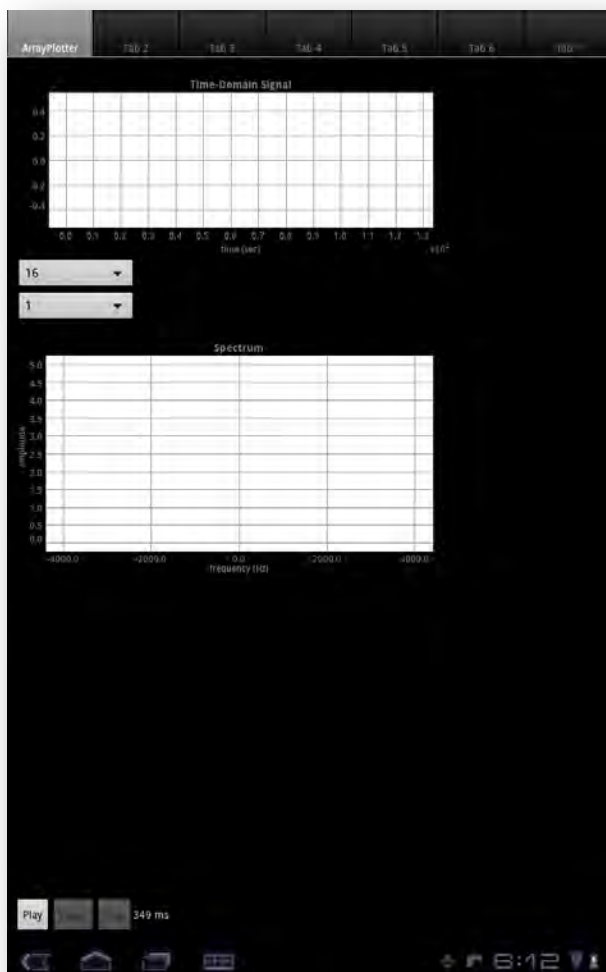 ArrayPlotter Tab 2 Tab 3 Tab 4 Tab 5 Tab 6 Tab
Time-Domain Signal
0.4
0.2
0.0
-0.2
-0.4
0.0 0.1 0.2 0.3 0.4 0.5 0.6 0.7 0.8 0.9 1.0 1.1 1.2 1.3
time (sec)
16
1
Spectrum
5.0
4.5
4.0
3.5
3.0
2.5
2.0
1.5
1.0
0.5
0.0
amplitude
-4000.0 -2000.0 0.0 2000.0 4000.0
frequency (Hz)
Play 349 ms
6:12